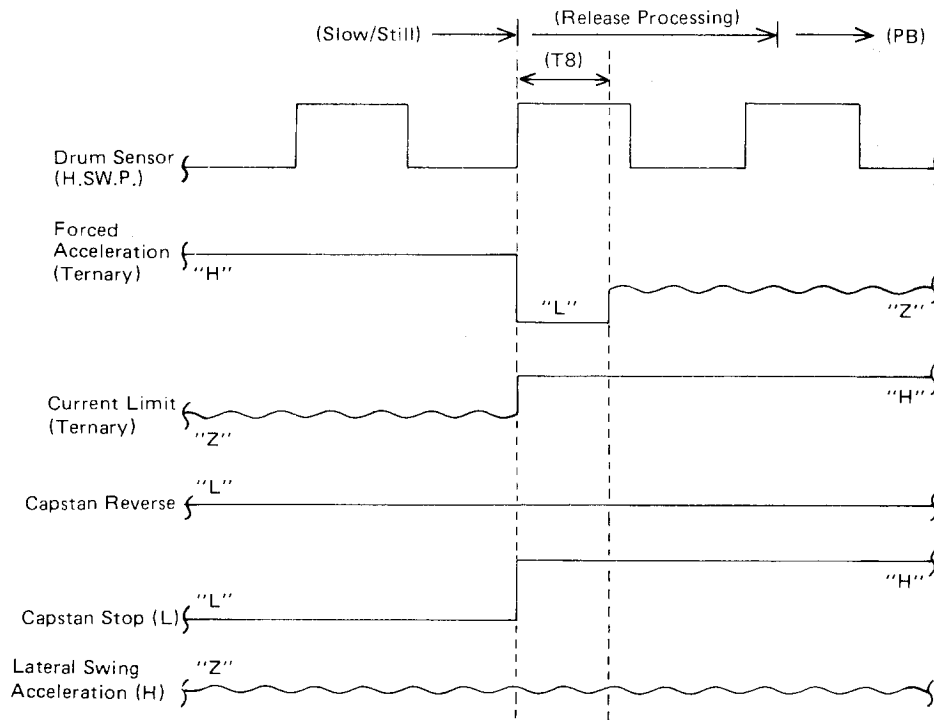 (Slow/Still)
(Release Processing)
(PB)
(T8)
Drum Sensor
(H.SW.P.)
Forced
Acceleration
(Ternary)
"H"
"L"
"Z"
Current Limit
(Ternary)
"Z"
"H"
Capstan Reverse
"L"
Capstan Stop (L)
"L"
"H"
Lateral Swing
Acceleration (H)
"Z"